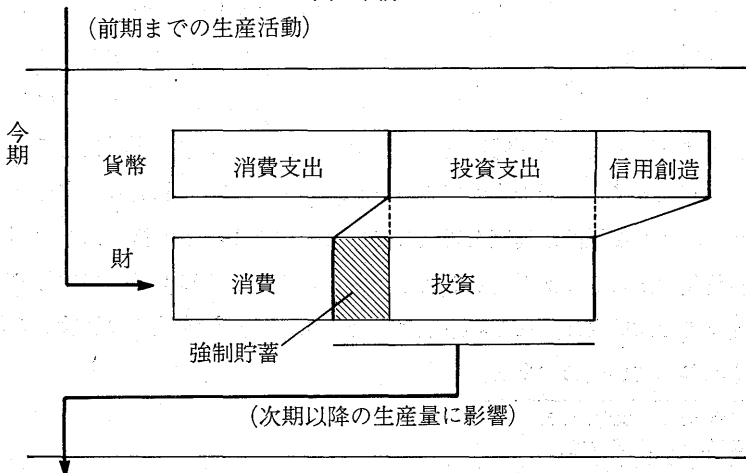 (前期までの生産活動)
今期
貨幣
消費支出
投資支出
信用創造
財
消費
投資
強制貯蓄
(次期以降の生産量に影響)